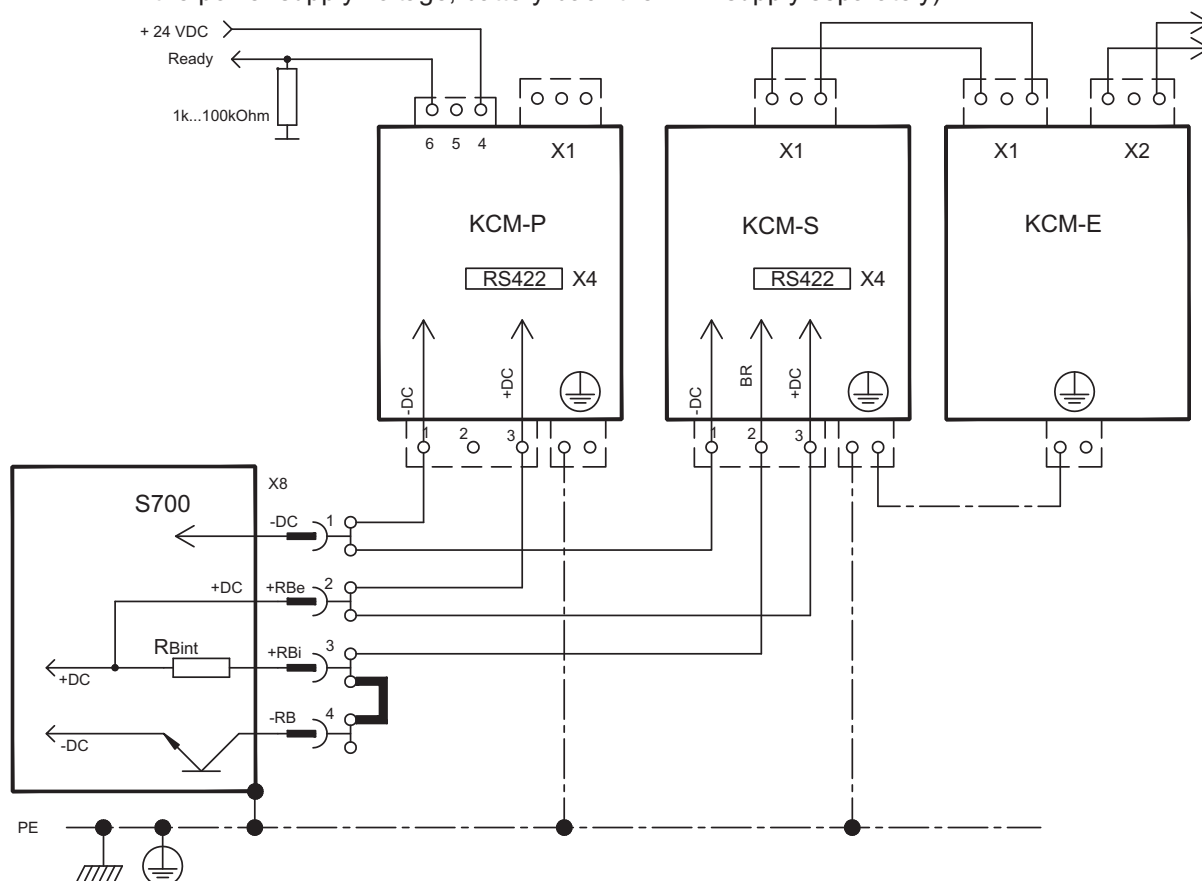 + 24 VDC
Ready
1k...100kOhm
6 5 4
X1
X1
X1
X2
KCM-P
KCM-S
KCM-E
RS422 X4
RS422 X4
-DC
+DC
-DC
BR
+DC
1 2 3
1 2 3
S700
X8
-DC 1
+DC +RBe 2
RBint
+RBi 3
+DC
-RB 4
-DC
PE